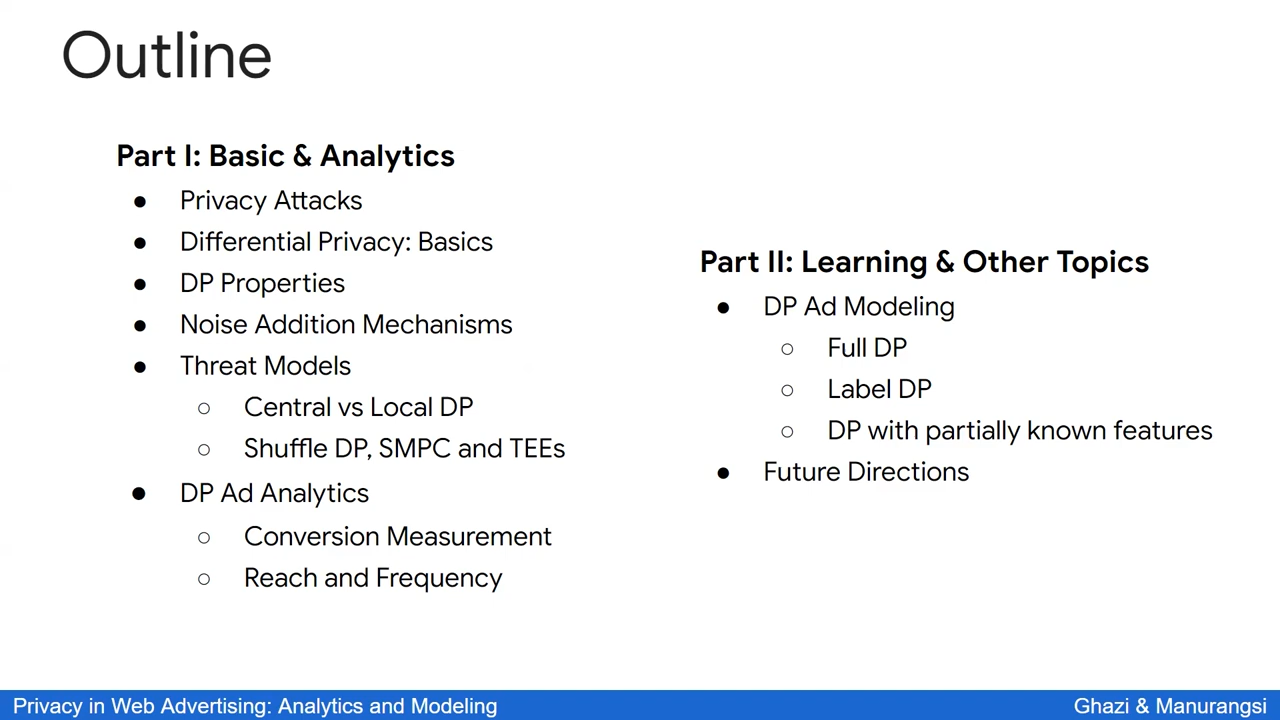 Outline
Part I: Basic & Analytics
● Privacy Attacks
● Differential Privacy: Basics
● DP Properties
● Noise Addition Mechanisms
● Threat Models
○ Central vs Local DP
○ Shuffle DP, SMPC and TEEs
● DP Ad Analytics
○ Conversion Measurement
○ Reach and Frequency
Part II: Learning & Other Topics
● DP Ad Modeling
○ Full DP
○ Label DP
○ DP with partially known features
● Future Directions
Privacy in Web Advertising: Analytics and Modeling
Ghazi & Manurangsi